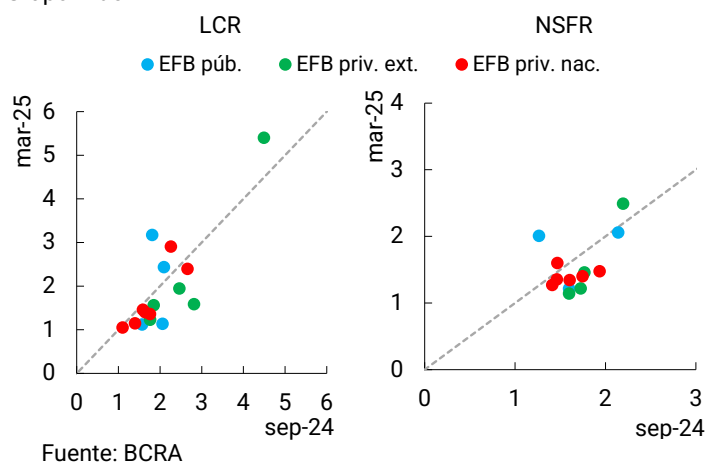 LCR
NSFR
EFB púb.
EFB priv. ext.
EFB priv. nac.
mar-25
6
5
4
3
2
1
0
0 1 2 3 4 5 6
sep-24
mar-25
4
3
2
1
0
0 1 2 3
sep-24
Fuente: BCRA